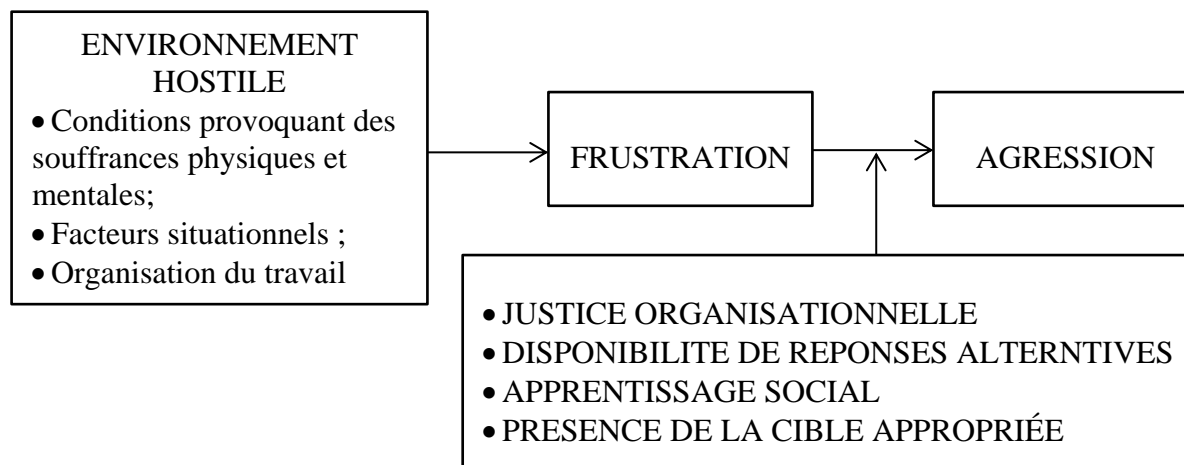 ENVIRONNEMENT
HOSTILE
• Conditions provoquant des
souffrances physiques et
mentales;
• Facteurs situationnels ;
• Organisation du travail
FRUSTRATION
AGRESSION
• JUSTICE ORGANISATIONNELLE
• DISPONIBILITE DE REPONSES ALTERNTIVES
• APPRENTISSAGE SOCIAL
• PRESENCE DE LA CIBLE APPROPRIÉE